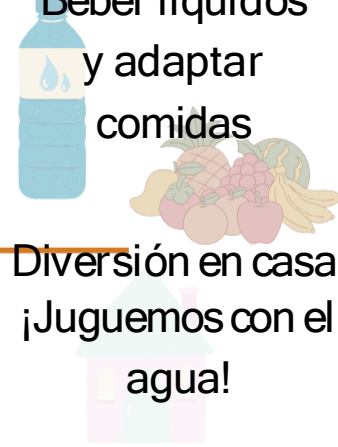 Beber líquidos
y adaptar
comidas
Diversión en casa
¡Juguemos con el
agua!